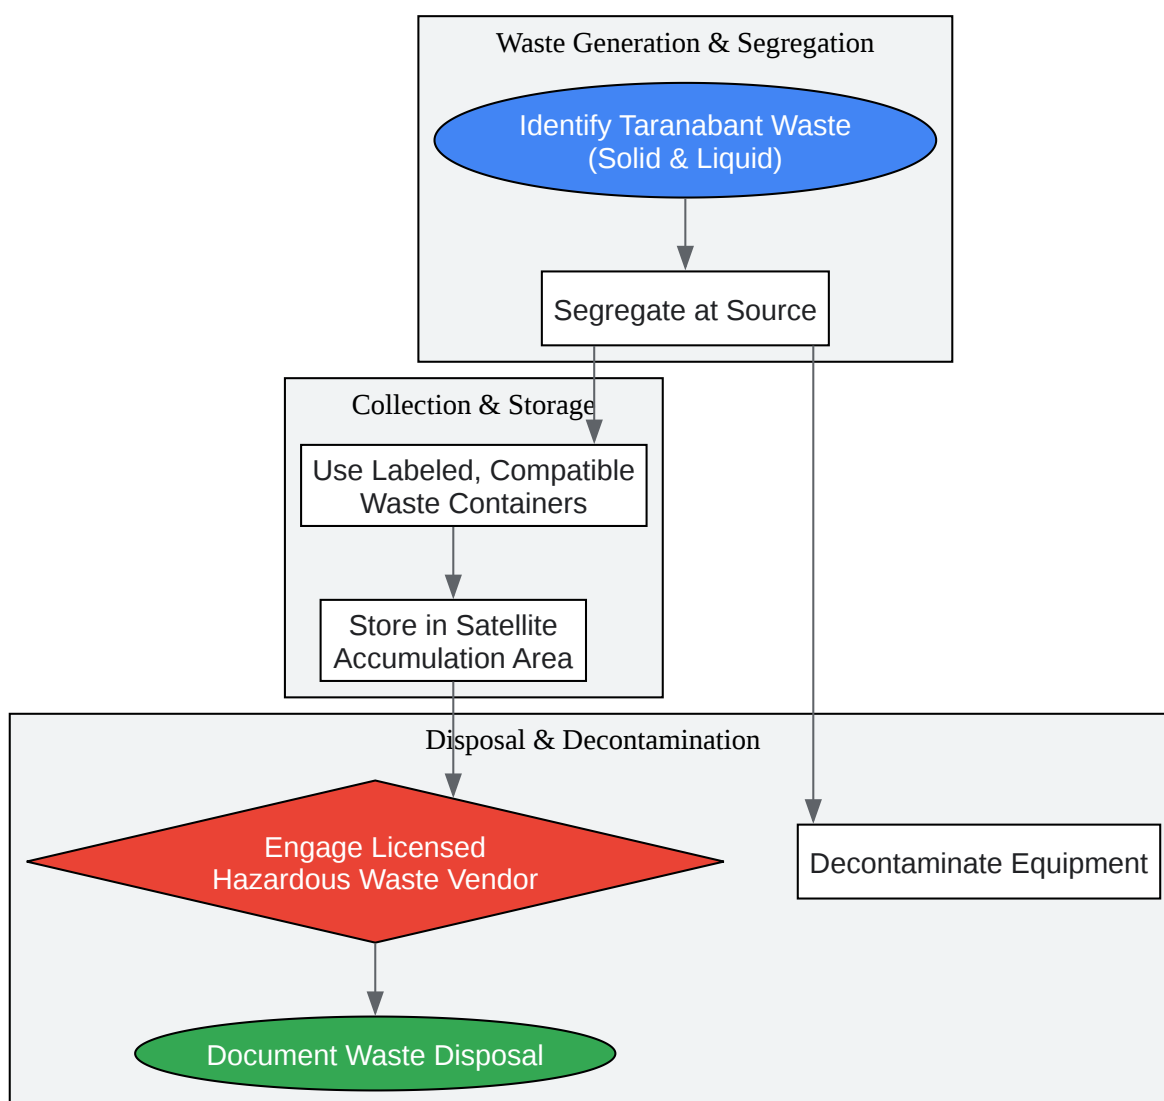 Waste Generation & Segregation
Identify Taranabant Waste
(Solid & Liquid)
Segregate at Source
Collection & Storage
Use Labeled, Compatible
Waste Containers
Store in Satellite
Accumulation Area
Disposal & Decontamination
Engage Licensed
Hazardous Waste Vendor
Decontaminate Equipment
Document Waste Disposal